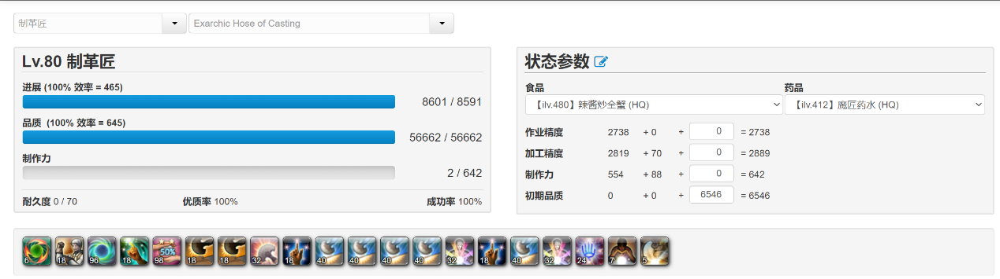 制革匠 Exarchic Hose of Casting
Lv.80 制革匠
进展 (100% 效率 = 465)
8601 / 8591
品质 (100% 效率 = 645)
56662 / 56662
制作力
2 / 642
耐久度 0 / 70 优质率 100% 成功率 100%
状态参数
食品 药品
【ilv.480】辣酱炒全蟹 (HQ) 【ilv.412】魔匠药水 (HQ)
作业精度 2738 + 0 + 0 = 2738
加工精度 2819 + 70 + 0 = 2889
制作力 554 + 88 + 0 = 642
初期品质 0 + 0 + 6546 = 6546
6 18 96 18 50% 98 18 18 32 18 40 40 40 40 32 18 40 32 24 7 5